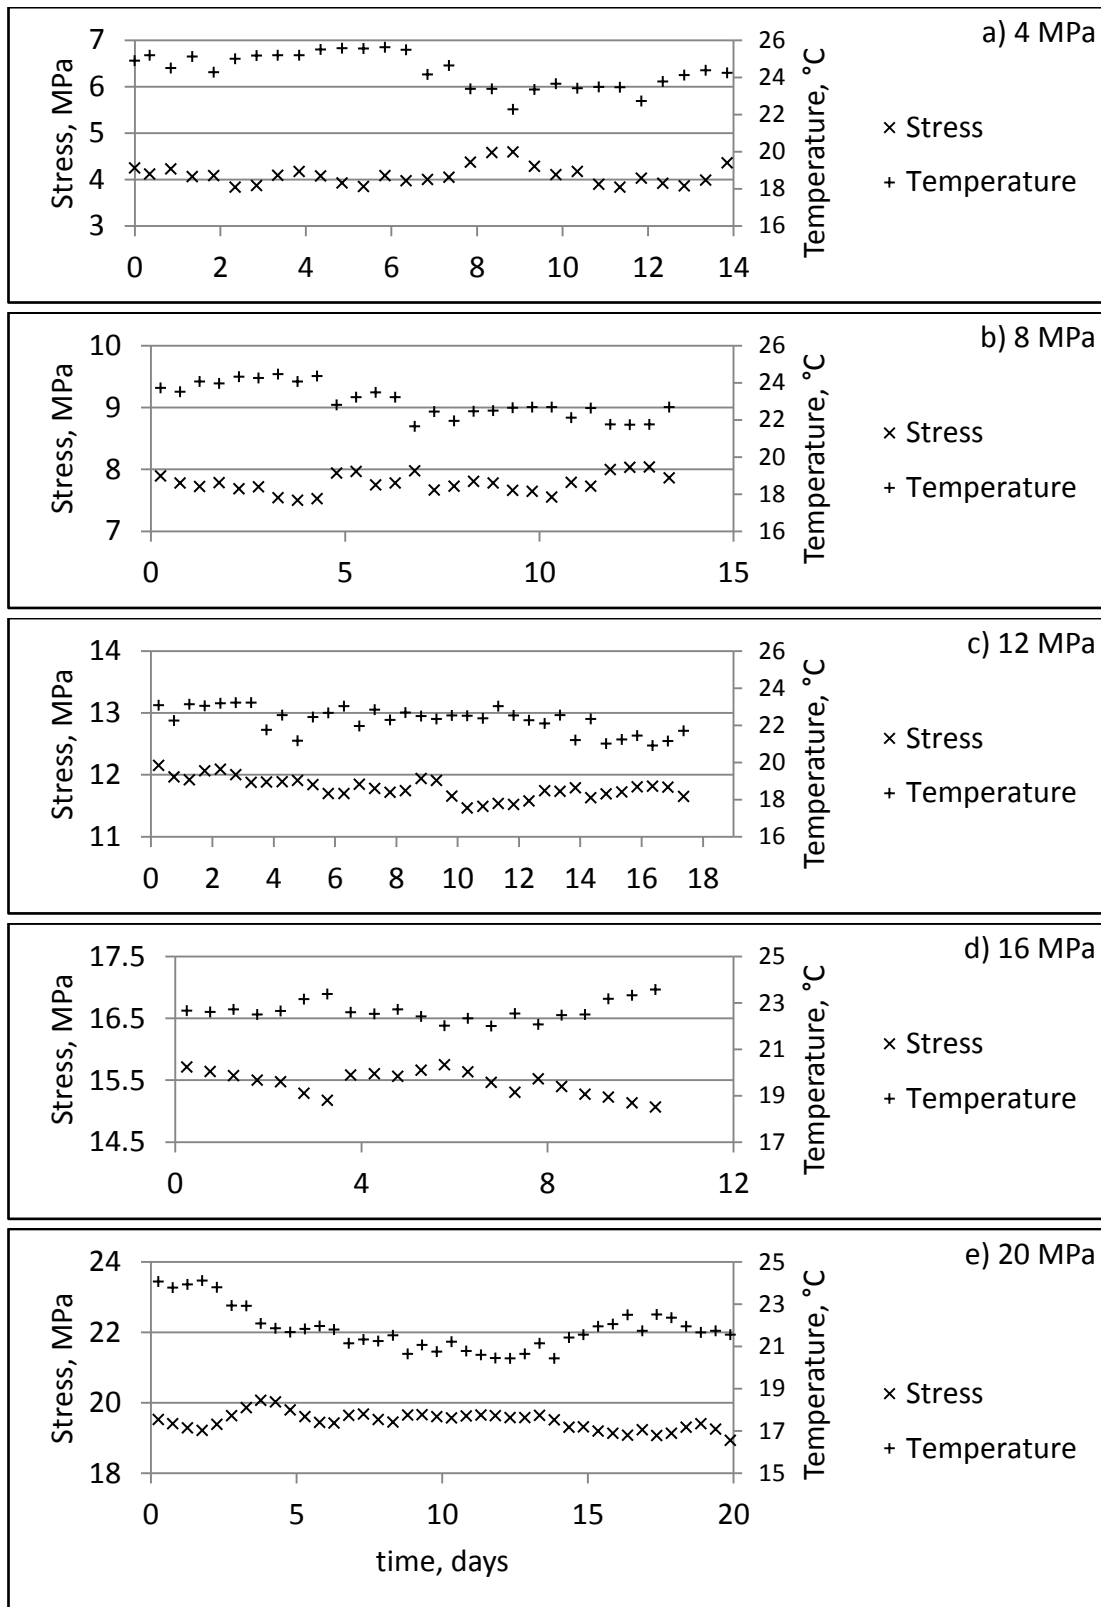 a) 4 MPa
Stress, MPa
7
6
5
4
3
0 2 4 6 8 10 12 14
26
24
22
20
18
16
Temperature, °C
Stress
Temperature
b) 8 MPa
Stress, MPa
10
9
8
7
0 5 10 15
26
24
22
20
18
16
Temperature, °C
Stress
Temperature
c) 12 MPa
Stress, MPa
14
13
12
11
0 2 4 6 8 10 12 14 16 18
26
24
22
20
18
16
Temperature, °C
Stress
Temperature
d) 16 MPa
Stress, MPa
17.5
16.5
15.5
14.5
0 4 8 12
25
23
21
19
17
Temperature, °C
Stress
Temperature
e) 20 MPa
Stress, MPa
24
22
20
18
0 5 10 15 20
25
23
21
19
17
15
Temperature, °C
Stress
Temperature
time, days